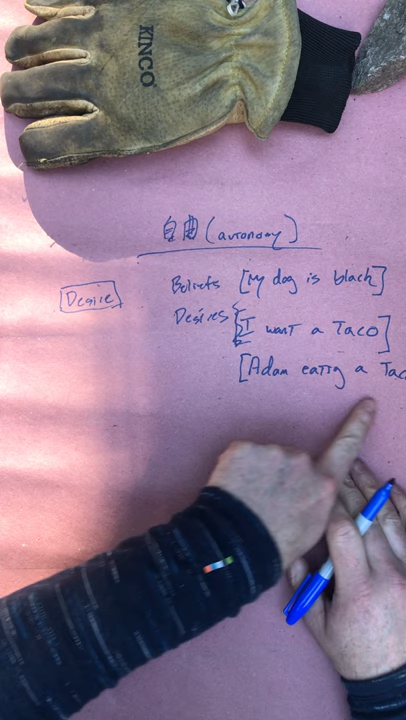 KINCO
自由 (autonomy)
Desire
Beliefs [My dog is black]
Desires [I want a Taco]
[Adam eating a Tac